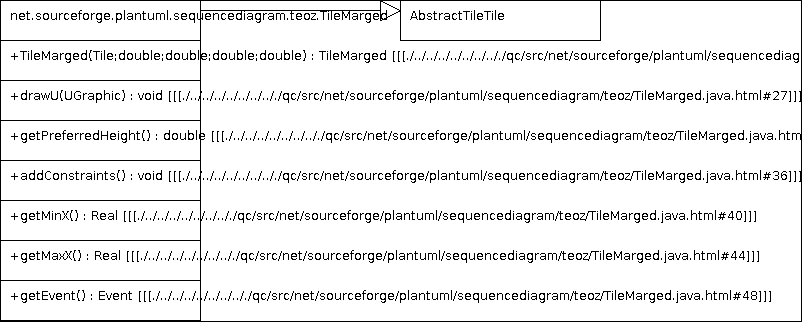 net.sourceforge.plantuml.sequencediagram.teoz.TileMarged
AbstractTileTile
+TileMarged(Tile;double;double;double;double) : TileMarged [[[./../../../../../../../../qc/src/net/sourceforge/plantuml/sequencediag
+drawU(UGraphic) : void [[[./../../../../../../../../qc/src/net/sourceforge/plantuml/sequencediagram/teoz/TileMarged.java.html#27]]]
+getPreferredHeight() : double [[[./../../../../../../../../qc/src/net/sourceforge/plantuml/sequencediagram/teoz/TileMarged.java.htm
+addConstraints() : void [[[./../../../../../../../../qc/src/net/sourceforge/plantuml/sequencediagram/teoz/TileMarged.java.html#36]]]
+getMinX() : Real [[[./../../../../../../../../qc/src/net/sourceforge/plantuml/sequencediagram/teoz/TileMarged.java.html#40]]]
+getMaxX() : Real [[[./../../../../../../../../qc/src/net/sourceforge/plantuml/sequencediagram/teoz/TileMarged.java.html#44]]]
+getEvent() : Event [[[./../../../../../../../../qc/src/net/sourceforge/plantuml/sequencediagram/teoz/TileMarged.java.html#48]]]